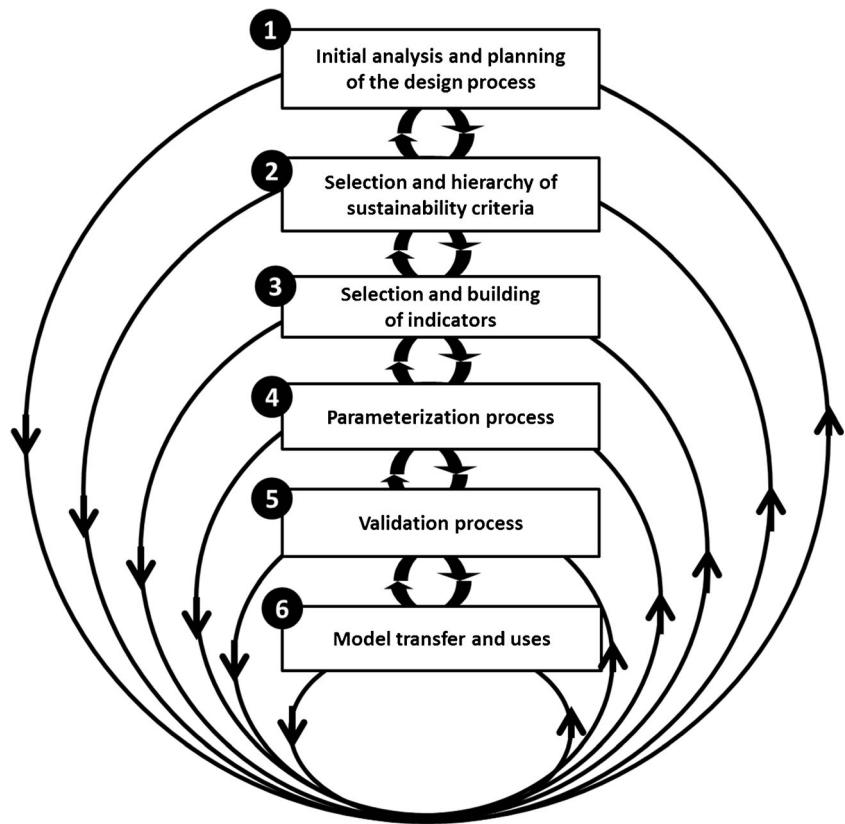 1
Initial analysis and planning
of the design process
2
Selection and hierarchy of
sustainability criteria
3
Selection and building
of indicators
4
Parameterization process
5
Validation process
6
Model transfer and uses